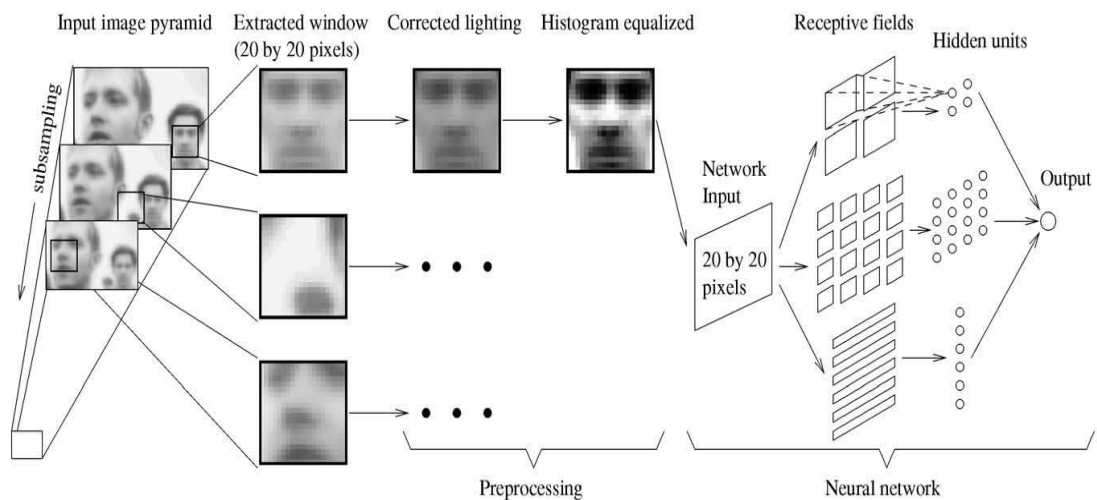 Input image pyramid
Extracted window
(20 by 20 pixels)
Corrected lighting
Histogram equalized
Receptive fields
Hidden units
subsampling
Network
Input
Output
20 by 20
pixels
Preprocessing
Neural network